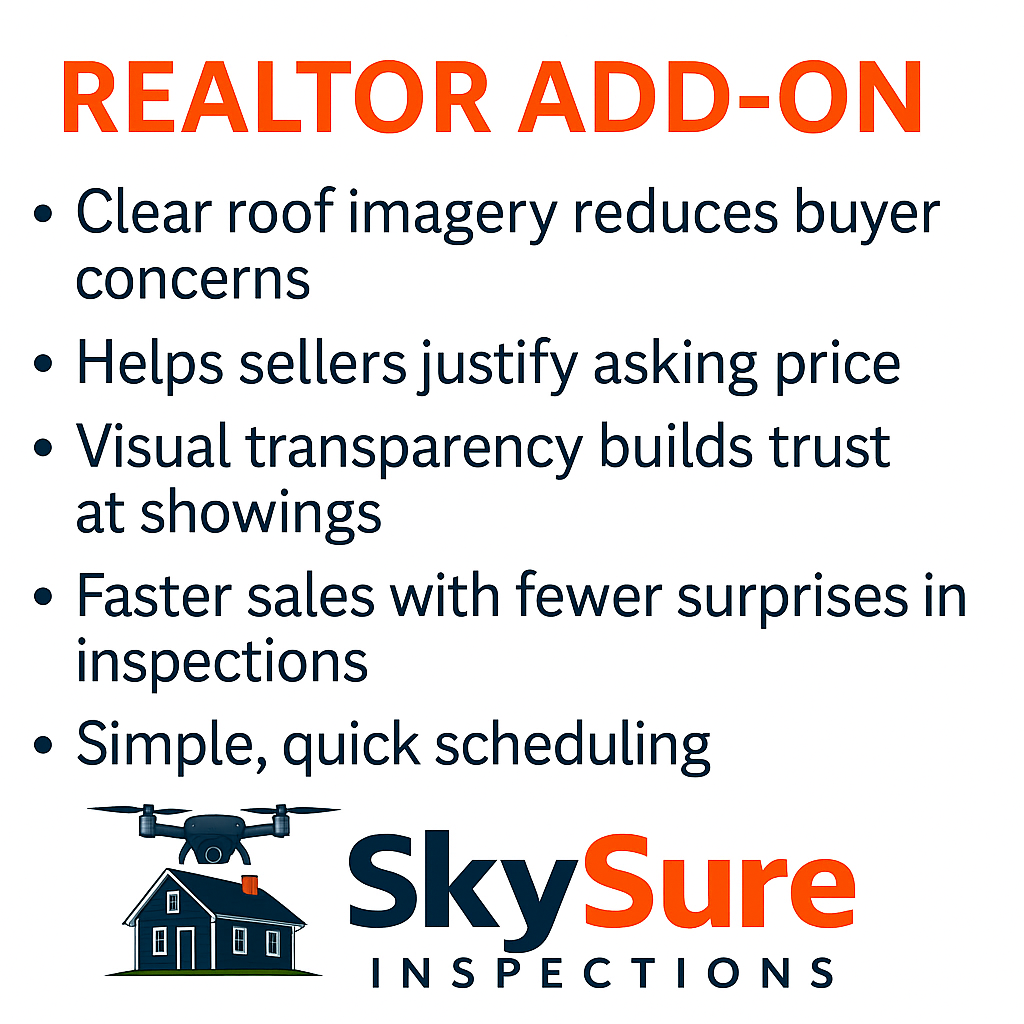 REALTOR ADD-ON
• Clear roof imagery reduces buyer
concerns
• Helps sellers justify asking price
• Visual transparency builds trust
at showings
• Faster sales with fewer surprises in
inspections
• Simple, quick scheduling
SkySure
INSPECTIONS